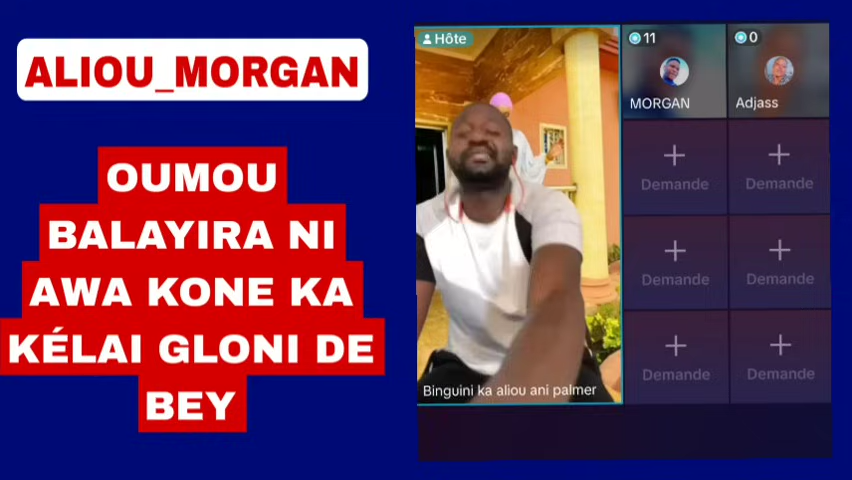 ALIOU_MORGAN
OUMOU
BALAYIRA NI
AWA KONE KA
KÉLAI GLONI DE
BEY
Hôte
Binguini ka aliou ani palmer
11
MORGAN
0
Adjass
Demande
Demande
Demande
Demande
Demande
Demande